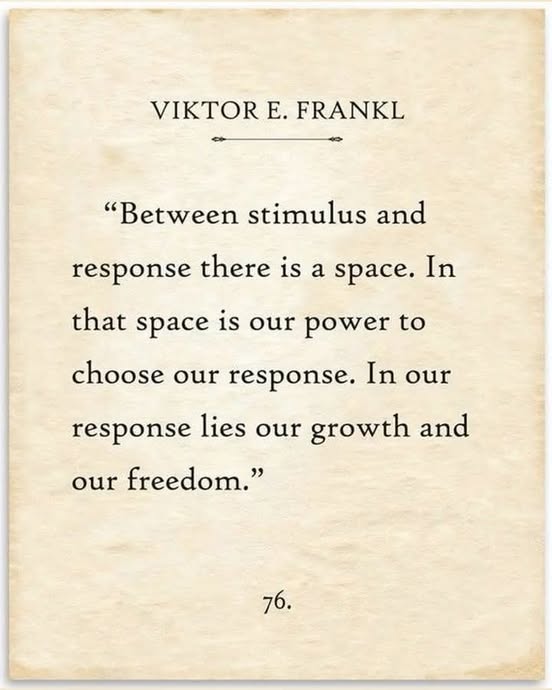 VIKTOR E. FRANKL
“Between stimulus and
response there is a space. In
that space is our power to
choose our response. In our
response lies our growth and
our freedom.”
76.